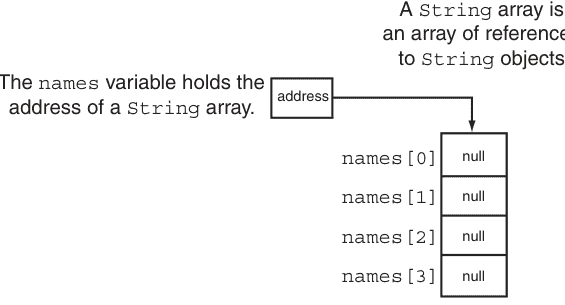 A String array is
an array of reference
to String objects
The names variable holds the
address of a String array.
address
names[0] null
names[1] null
names[2] null
names[3] null